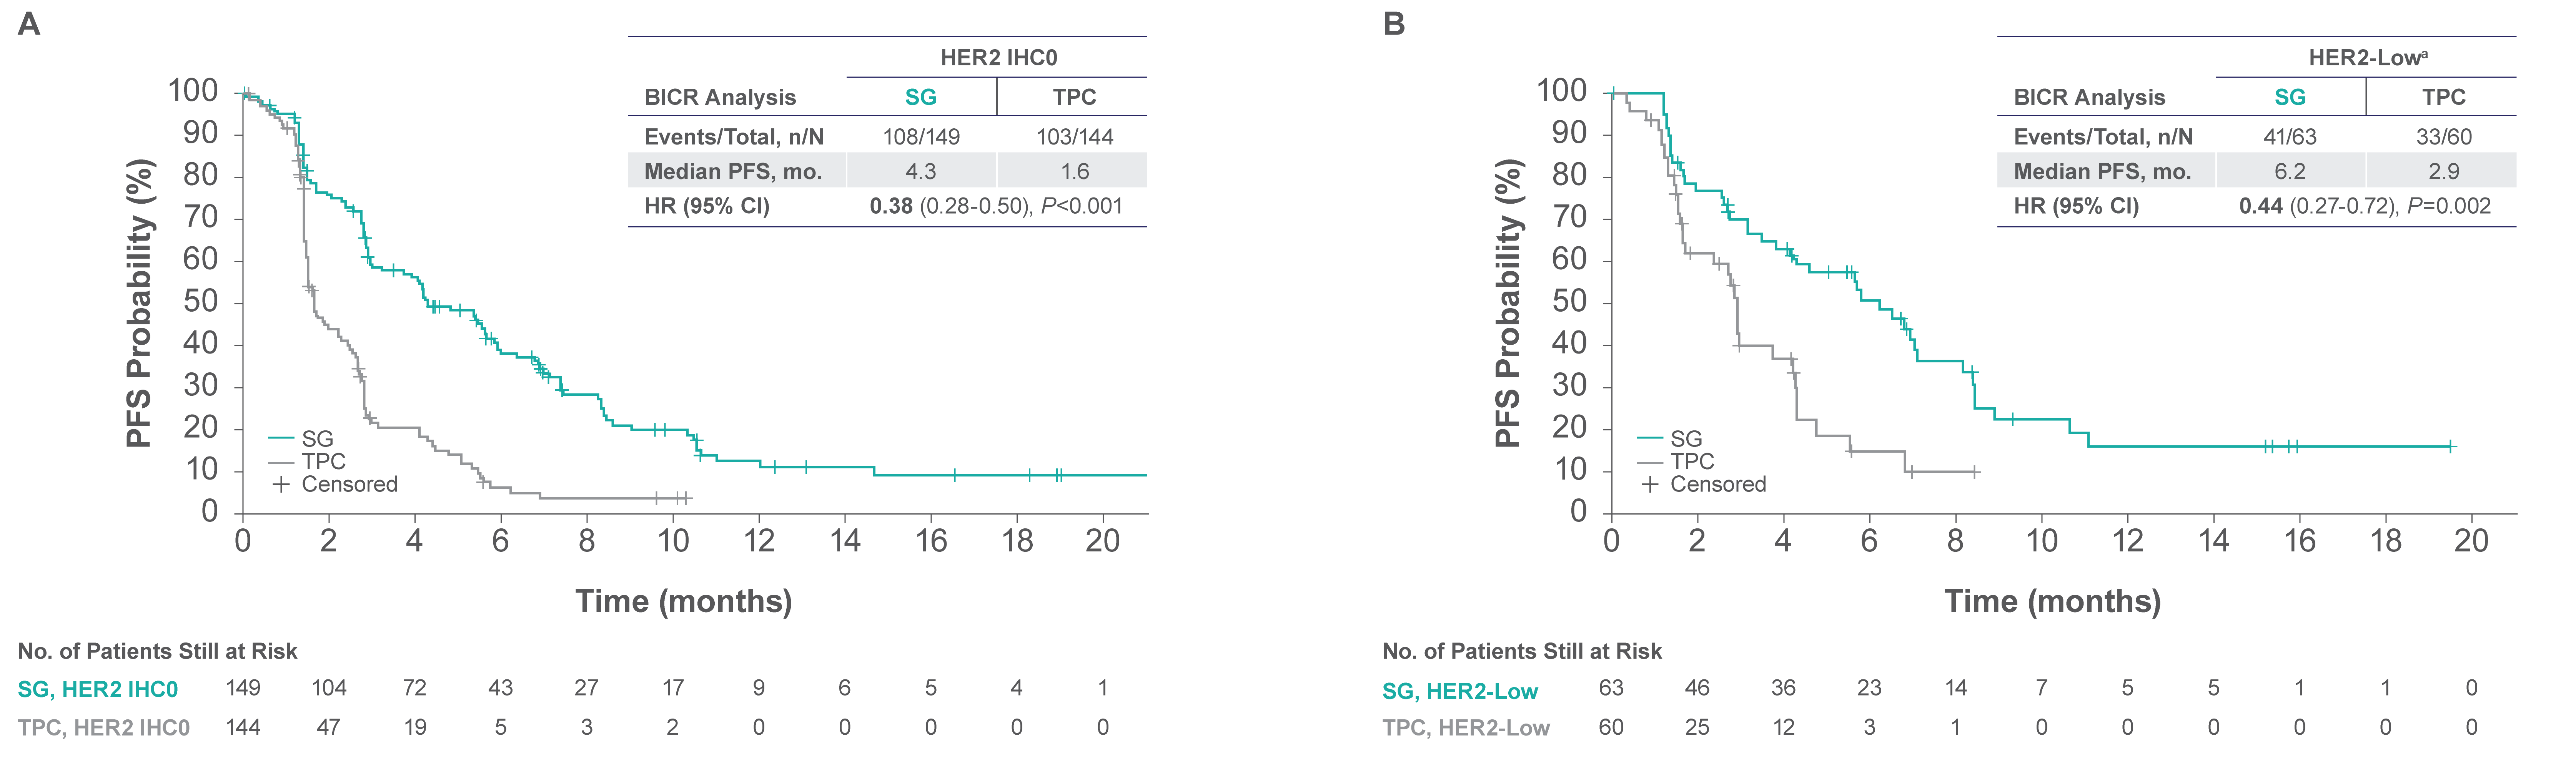 A
HER2 IHC0
BICR Analysis SG TPC
Events/Total, n/N 108/149 103/144
Median PFS, mo. 4.3 1.6
HR (95% CI) 0.38 (0.28-0.50), P<0.001
PFS Probability (%)
100
90
80
70
60
50
40
30
20
10
0
SG
TPC
Censored
0 2 4 6 8 10 12 14 16 18 20
Time (months)
No. of Patients Still at Risk
SG, HER2 IHC0 149 104 72 43 27 17 9 6 5 4 1
TPC, HER2 IHC0 144 47 19 5 3 2 0 0 0 0 0
B
HER2-Lowᵃ
BICR Analysis SG TPC
Events/Total, n/N 41/63 33/60
Median PFS, mo. 6.2 2.9
HR (95% CI) 0.44 (0.27-0.72), P=0.002
PFS Probability (%)
100
90
80
70
60
50
40
30
20
10
0
SG
TPC
Censored
0 2 4 6 8 10 12 14 16 18 20
Time (months)
No. of Patients Still at Risk
SG, HER2-Low 63 46 36 23 14 7 5 5 1 1 0
TPC, HER2-Low 60 25 12 3 1 0 0 0 0 0 0